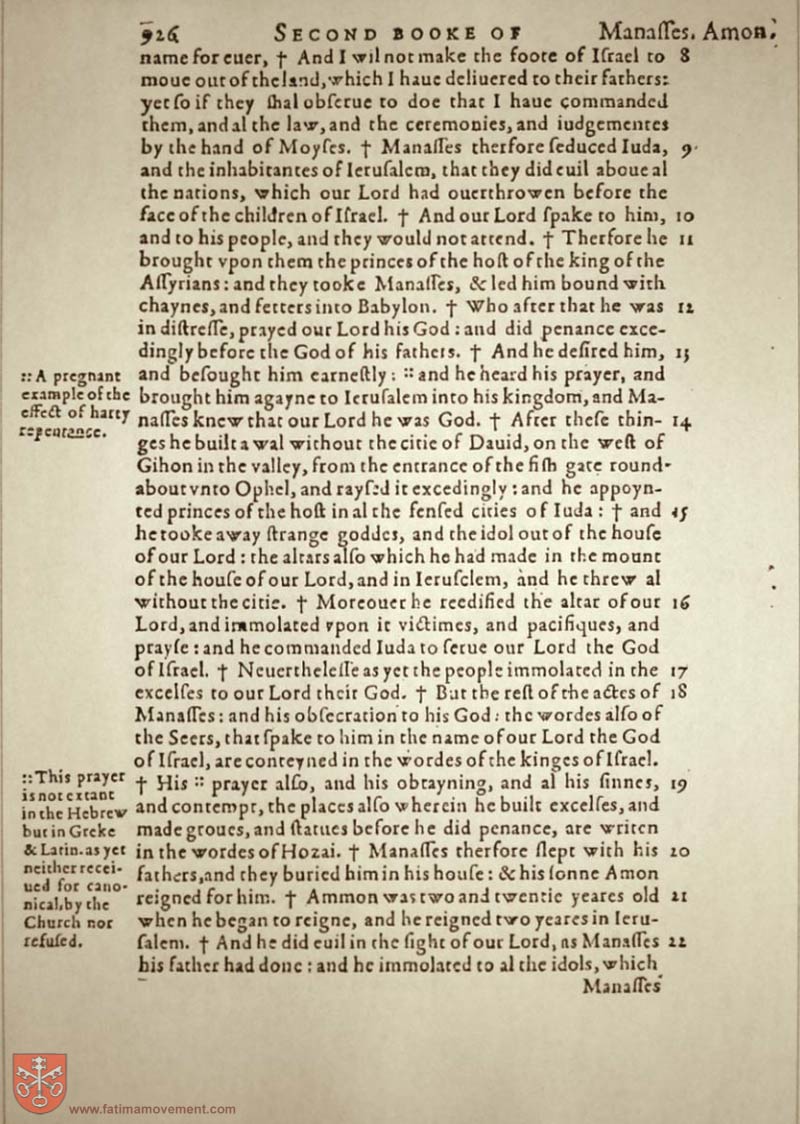 926 SECOND BOOKE OF Manaſſes. Amon.
name for euer, † And I wil not make the foote of Iſrael to 8
moue out of the land, which I haue deliuered to their fathers:
yet ſo if they ſhal obſerue to doe that I haue commanded
them, and al the law, and the ceremonies, and iudgementes
by the hand of Moyſes. † Manaſſes therfore ſeduced Iuda, 9
and the inhabitantes of Ieruſalem, that they did euil aboue al
the nations, which our Lord had ouerthrowen before the
face of the children of Iſrael. † And our Lord ſpake to him, 10
and to his people, and they would not attend. † Therfore he 11
brought vpon them the princes of the hoſt of the king of the
Aſſyrians: and they tooke Manaſſes, & led him bound with
chaynes, and fetters into Babylon. † Who after that he was 12
in diſtreſſe, prayed our Lord his God: and did penance exce-
dingly before the God of his fathers. † And he deſired him, 13
and beſought him earneſtly: :: and he heard his prayer, and
brought him agayne to Ieruſalem into his kingdom, and Ma-
naſſes knew that our Lord he was God. † After theſe thin- 14
ges he built a wal without the citie of Dauid, on the weſt of
Gihon in the valley, from the entrance of the fiſh gate round-
about vnto Ophel, and rayſed it excedingly: and he appoyn-
ted princes of the hoſt in al the fenſed cities of Iuda: † and 15
he tooke away ſtrange goddes, and the idol out of the houſe
of our Lord: the altars alſo which he had made in the mount
of the houſe of our Lord, and in Ieruſclem, and he threw al
without the citie. † Moreouer he reedified the altar of our 16
Lord, and immolated vpon it victimes, and pacifiques, and
prayſe: and he commanded Iuda to ſerue our Lord the God
of Iſrael. † Neuertheleſſe as yet the people immolated in the 17
excelſes to our Lord their God. † But the reſt of the actes of 18
Manaſſes: and his obſecration to his God: the wordes alſo of
the Seers, that ſpake to him in the name of our Lord the God
of Iſrael, are conteyned in the wordes of the kinges of Iſrael.
† His :: prayer alſo, and his obtayning, and al his ſinnes, 19
and contempt, the places alſo wherein he built excelſes, and
made groues, and ſtatues before he did penance, are writen
in the wordes of Hozai. † Manaſſes therfore ſlept with his 20
fathers, and they buried him in his houſe: & his ſonne Amon
reigned for him. † Ammon was two and twentie yeares old 21
when he began to reigne, and he reigned two yeares in Ieru-
ſalem. † And he did euil in the ſight of our Lord, as Manaſſes 22
his father had done: and he immolated to al the idols, which
Manaſſes
:: A pregnant
example of the
effect of harty
repentance.
:: This prayer
is not extant
in the Hebrew
but in Greke
& Latin. as yet
neither recei-
ued for cano-
nical, by the
Church nor
refuſed.
www.fatimamovement.com